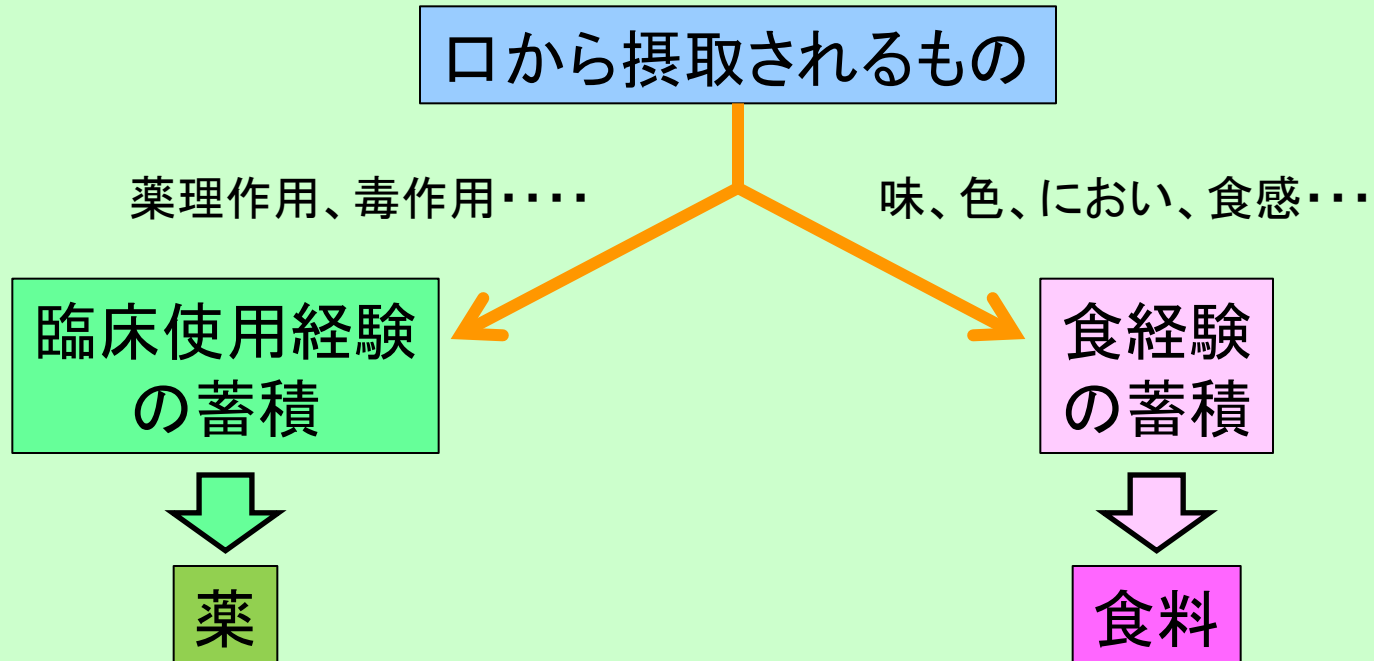 口から摂取されるもの
薬理作用、毒作用・・・・
味、色、におい、食感・・・
臨床使用経験
の蓄積
食経験
の蓄積
薬
食料